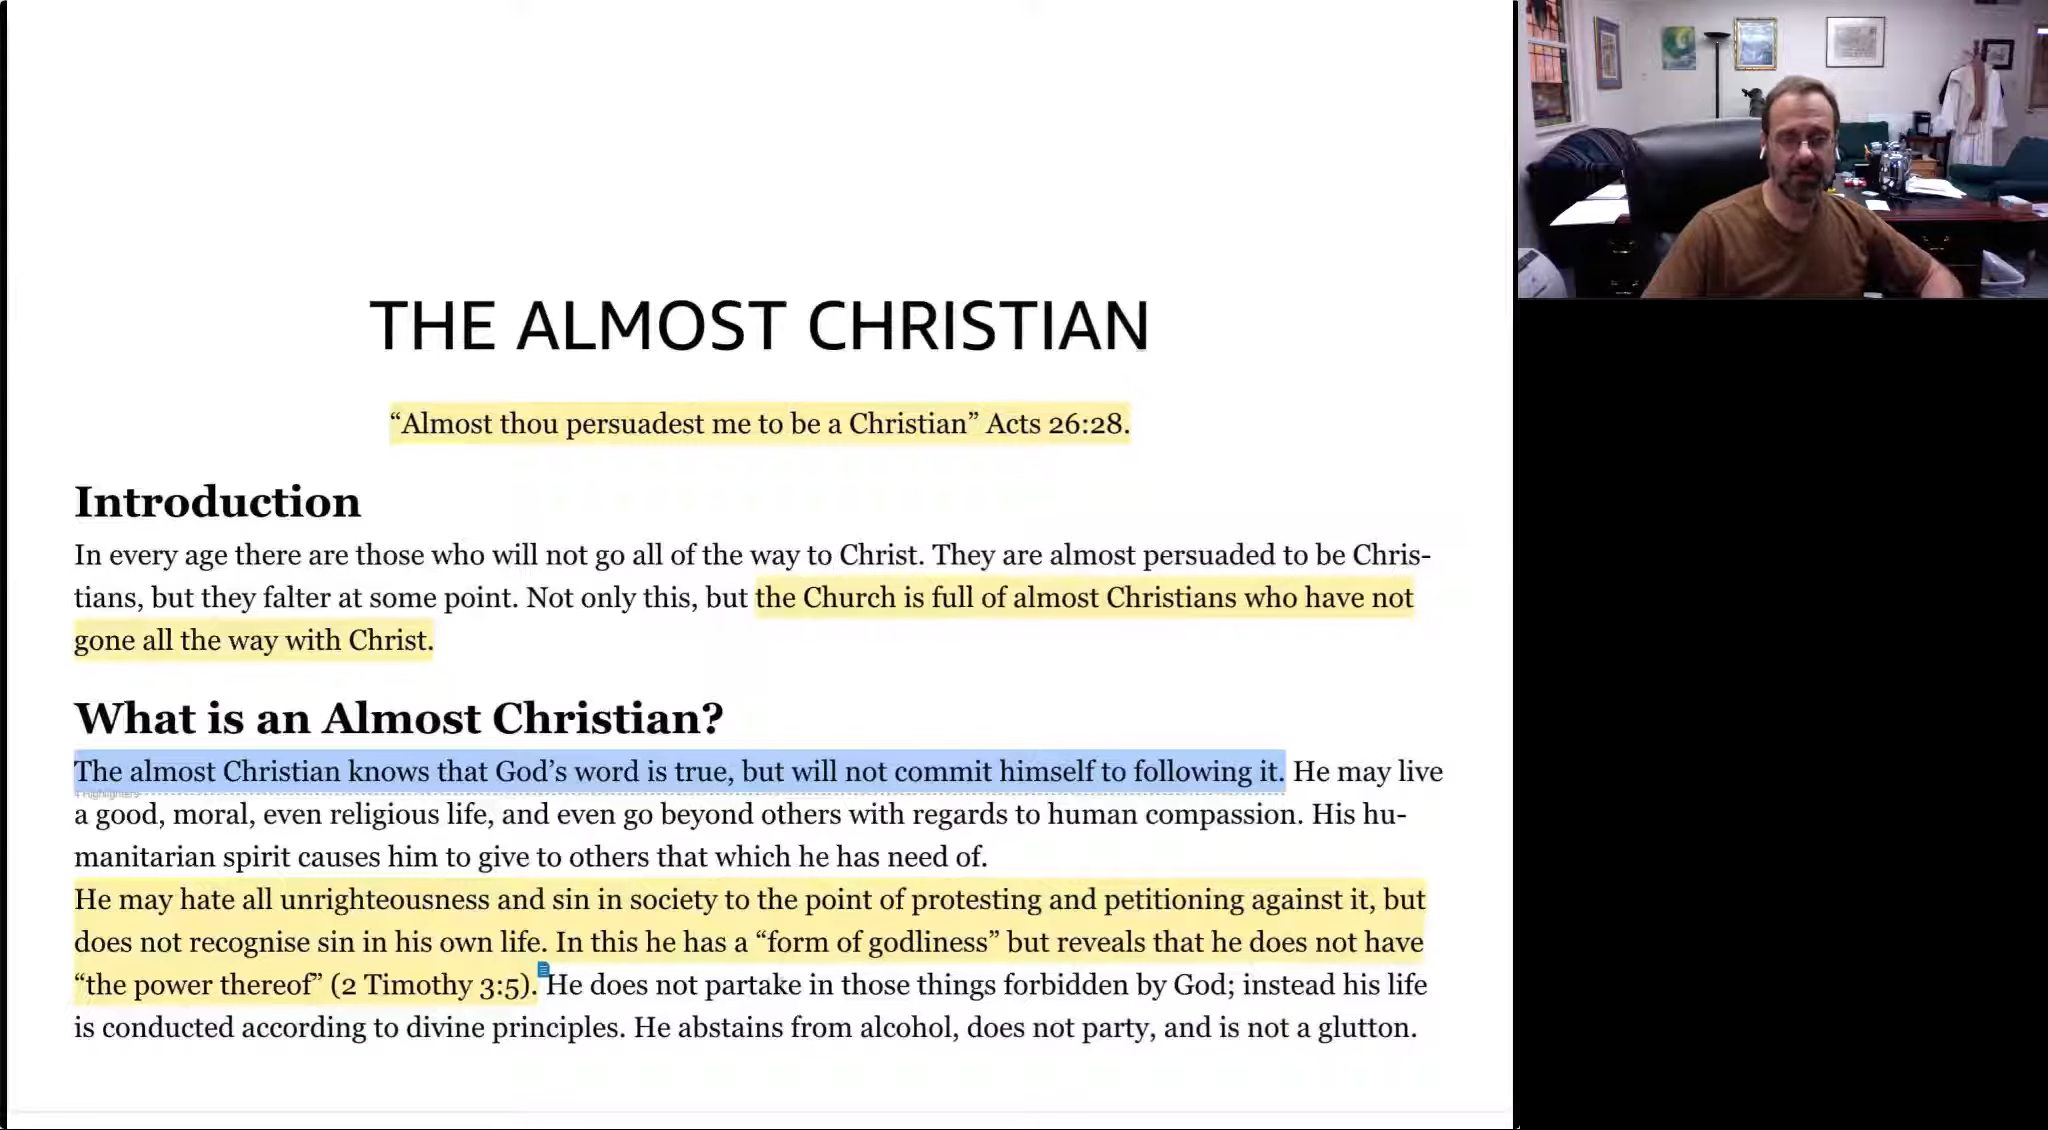 THE ALMOST CHRISTIAN
“Almost thou persuadest me to be a Christian” Acts 26:28.
Introduction
In every age there are those who will not go all of the way to Christ. They are almost persuaded to be Chris-
tians, but they falter at some point. Not only this, but the Church is full of almost Christians who have not
gone all the way with Christ.
What is an Almost Christian?
The almost Christian knows that God’s word is true, but will not commit himself to following it. He may live
a good, moral, even religious life, and even go beyond others with regards to human compassion. His hu-
manitarian spirit causes him to give to others that which he has need of.
He may hate all unrighteousness and sin in society to the point of protesting and petitioning against it, but
does not recognise sin in his own life. In this he has a “form of godliness” but reveals that he does not have
“the power thereof” (2 Timothy 3:5). He does not partake in those things forbidden by God; instead his life
is conducted according to divine principles. He abstains from alcohol, does not party, and is not a glutton.